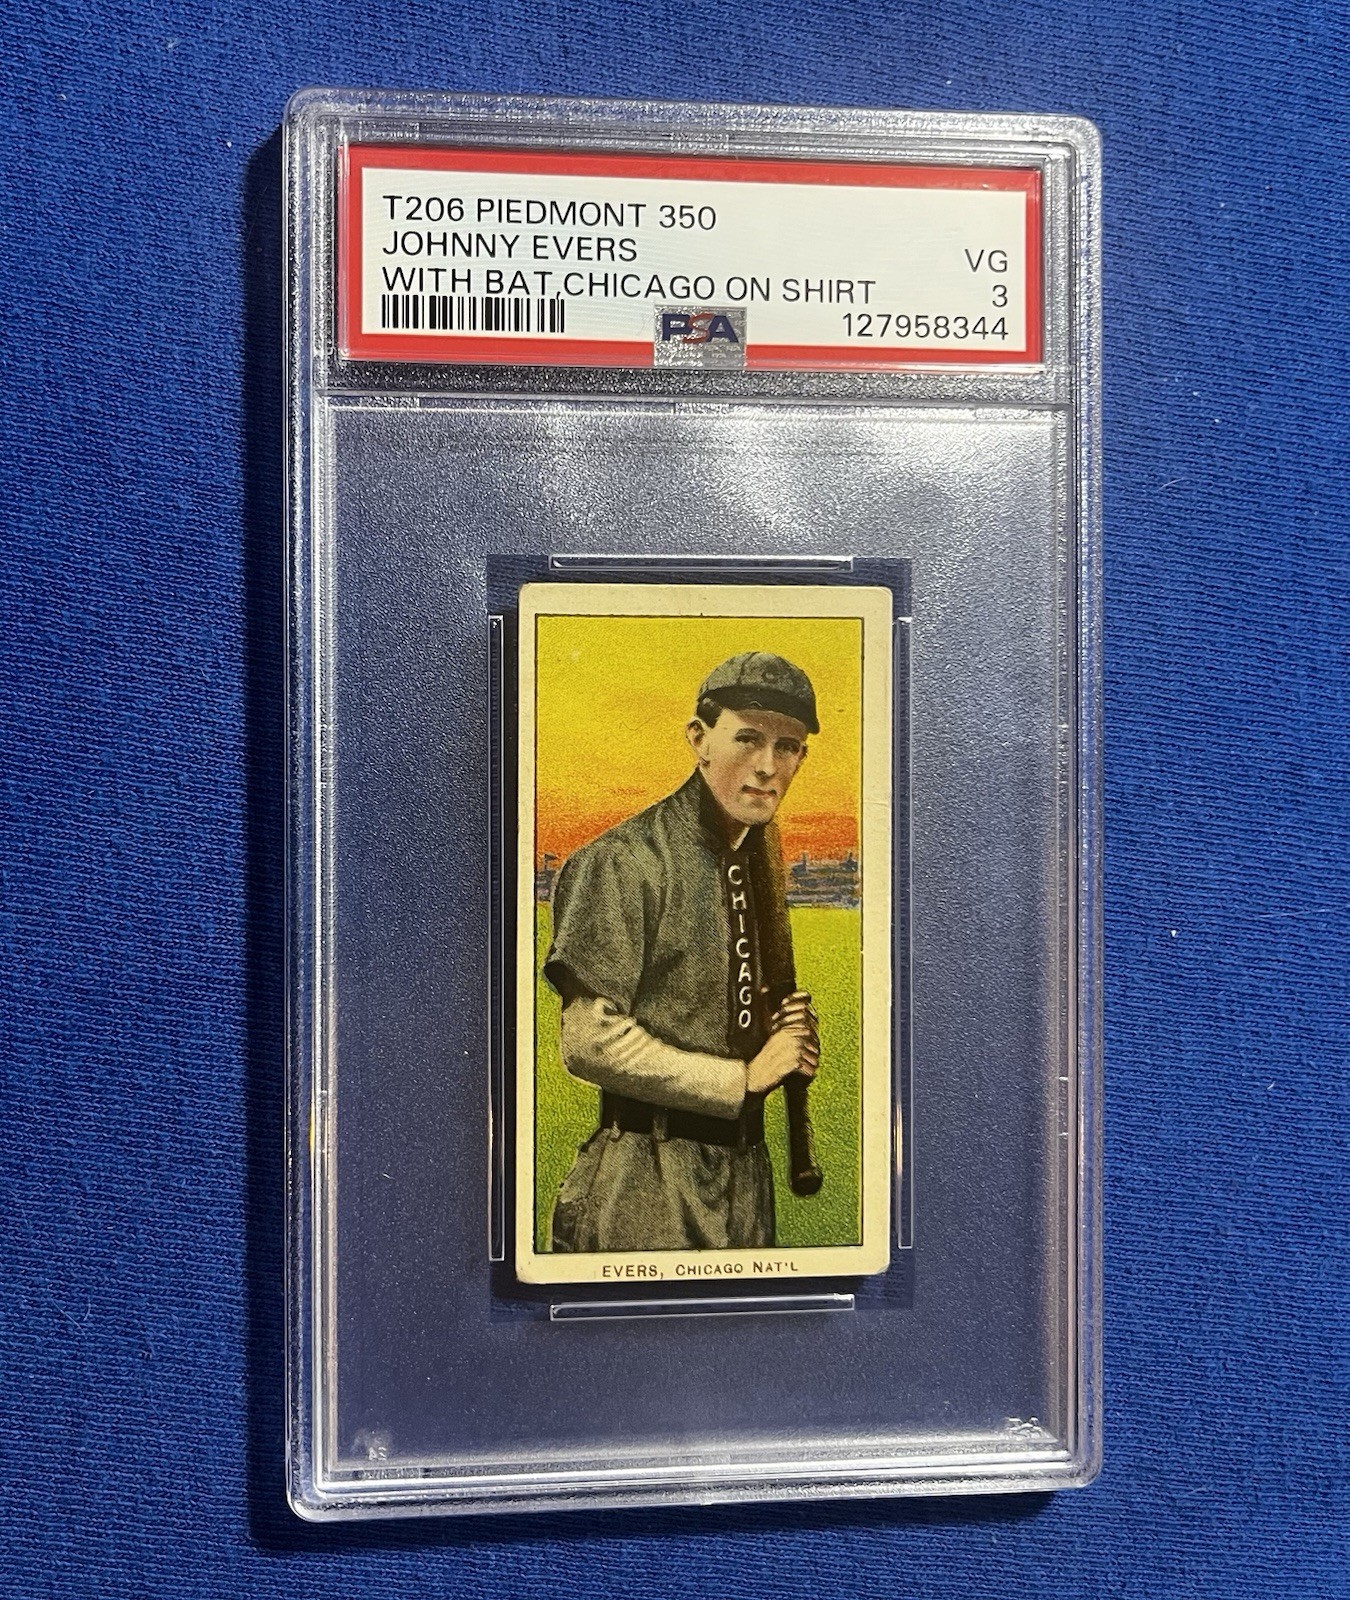 T206 PIEDMONT 350
JOHNNY EVERS VG
WITH BAT,CHICAGO ON SHIRT 3
PSA 127958344
CHICAGO
EVERS, CHICAGO NAT'L